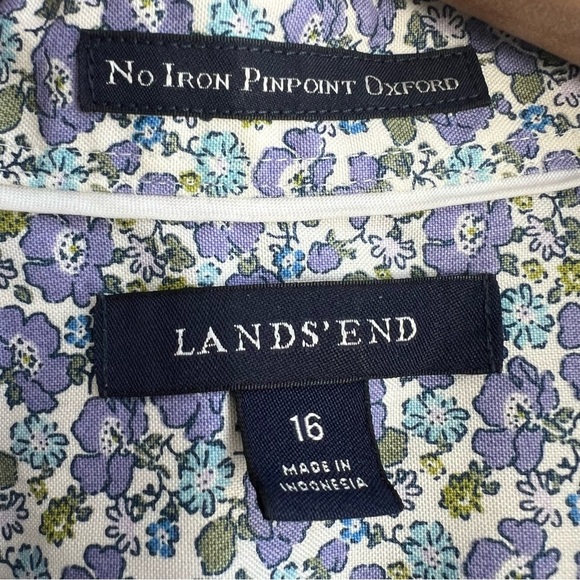 No Iron Pinpoint Oxford
LANDS' END
16
MADE IN
INDONESIA